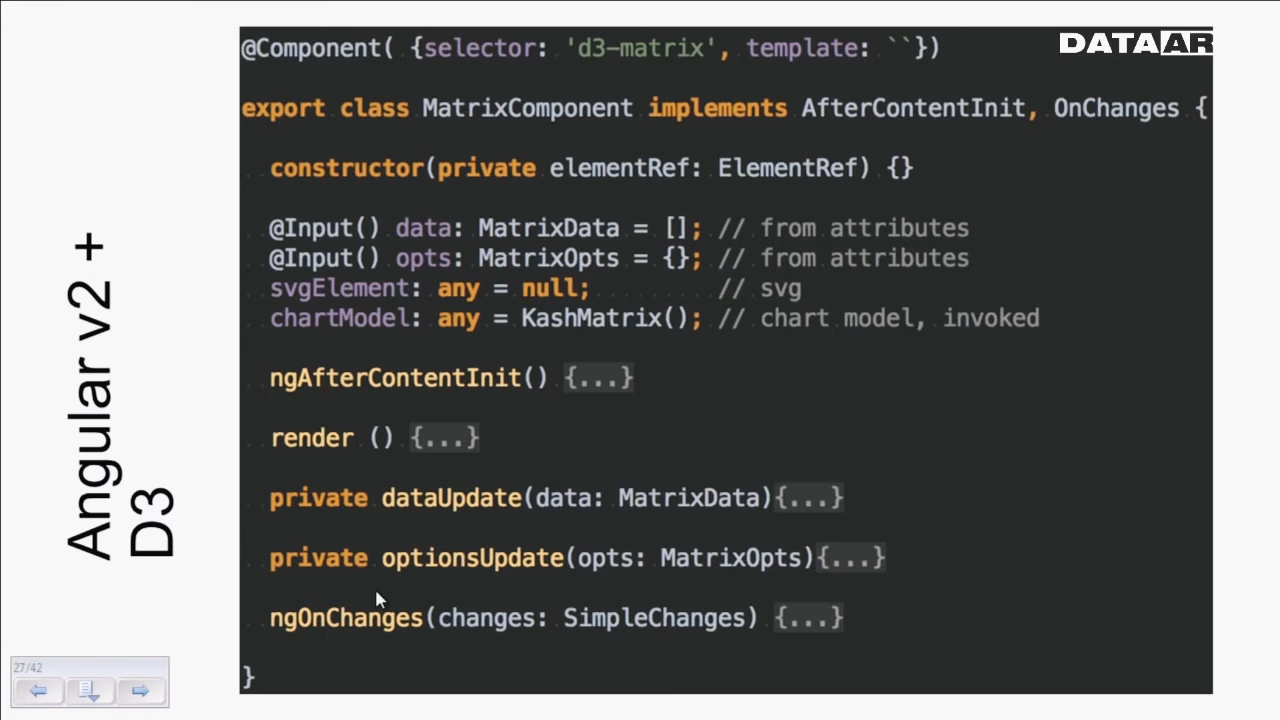 Angular v2 +
D3
DATAAR
@Component( {selector: 'd3-matrix', template: ``})
export class MatrixComponent implements AfterContentInit, OnChanges {
constructor(private elementRef: ElementRef) {}
@Input() data: MatrixData = []; // from attributes
@Input() opts: MatrixOpts = {}; // from attributes
svgElement: any = null; // svg
chartModel: any = KashMatrix(); // chart model, invoked
ngAfterContentInit() {...}
render () {...}
private dataUpdate(data: MatrixData){...}
private optionsUpdate(opts: MatrixOpts){...}
ngOnChanges(changes: SimpleChanges) {...}
}
27/42